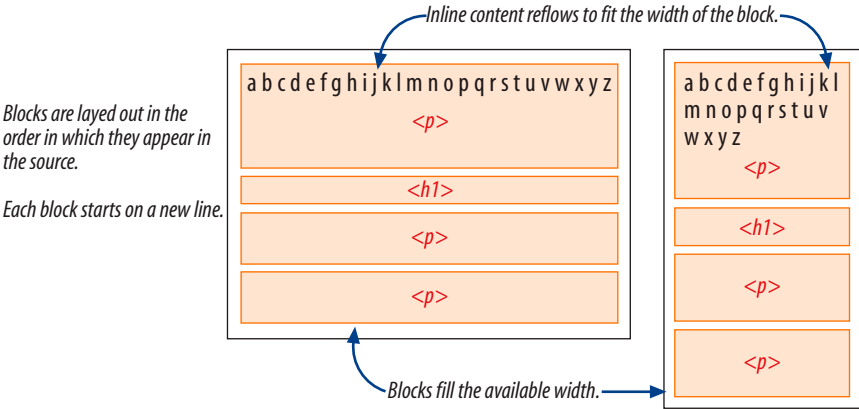 Inline content reflows to fit the width of the block.
Blocks are layed out in the
order in which they appear in
the source.
Each block starts on a new line.
a b c d e f g h i j k l m n o p q r s t u v w x y z
<p>
<h1>
<p>
<p>
a b c d e f g h i j k l
m n o p q r s t u v
w x y z
<p>
<h1>
<p>
<p>
Blocks fill the available width.